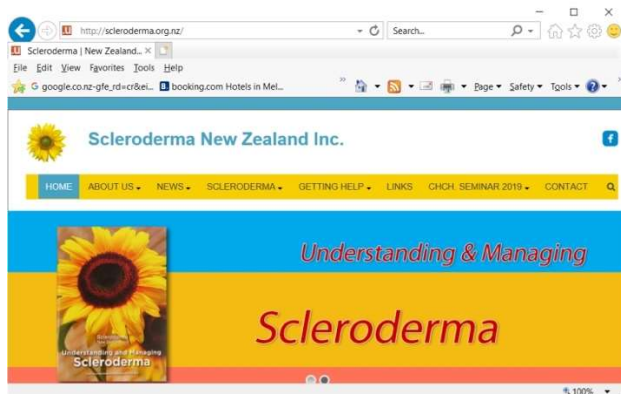 http://scleroderma.org.nz/
Search...
Scleroderma | New Zealand...
File Edit View Favorites Tools Help
google.co.nz-gfe_rd=cr&ei... booking.com Hotels in Mel... Page Safety Tools
Scleroderma New Zealand Inc.
HOME ABOUT US NEWS SCLERODERMA GETTING HELP LINKS CHCH. SEMINAR 2019 CONTACT
Understanding & Managing
Scleroderma
Understanding and Managing
Scleroderma
100%